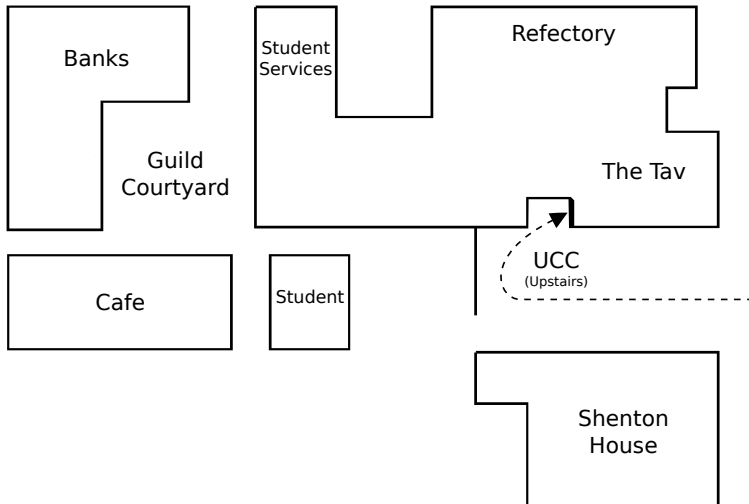 Banks
Student
Services
Refectory
Guild
Courtyard
The Tav
UCC
(Upstairs)
Cafe
Student
Shenton
House